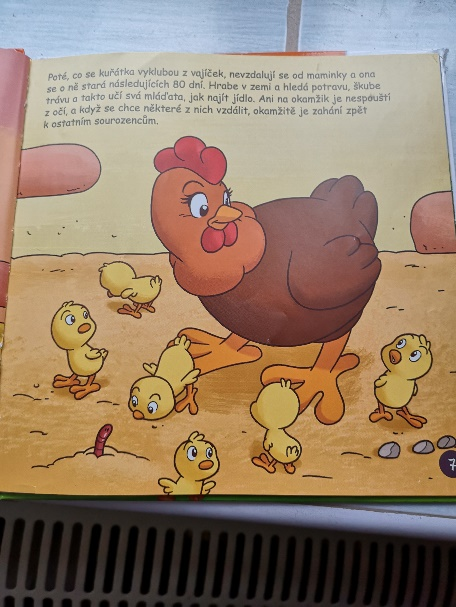 Poté, co se kuřátka vyklubou z vajíček, nevzdalují se od maminky a ona
se o ně stará následujících 80 dní. Hrabe v zemi a hledá potravu, škube
trávu a takto učí svá mláďata, jak najít jídlo. Ani na okamžik je nespouští
z očí, a když se chce některé z nich vzdálit, okamžitě je zahání zpět
k ostatním sourozencům.
7